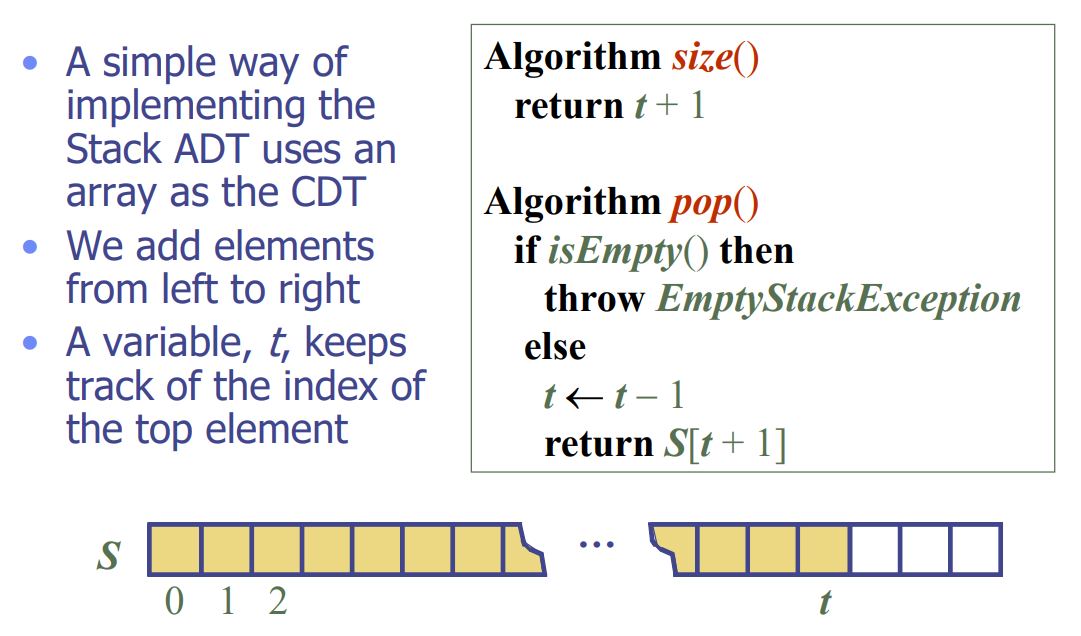 • A simple way of
implementing the
Stack ADT uses an
array as the CDT
• We add elements
from left to right
• A variable, t, keeps
track of the index of
the top element
Algorithm size()
return t + 1
Algorithm pop()
if isEmpty() then
throw EmptyStackException
else
t ← t − 1
return S[t + 1]
S
…
0 1 2 t